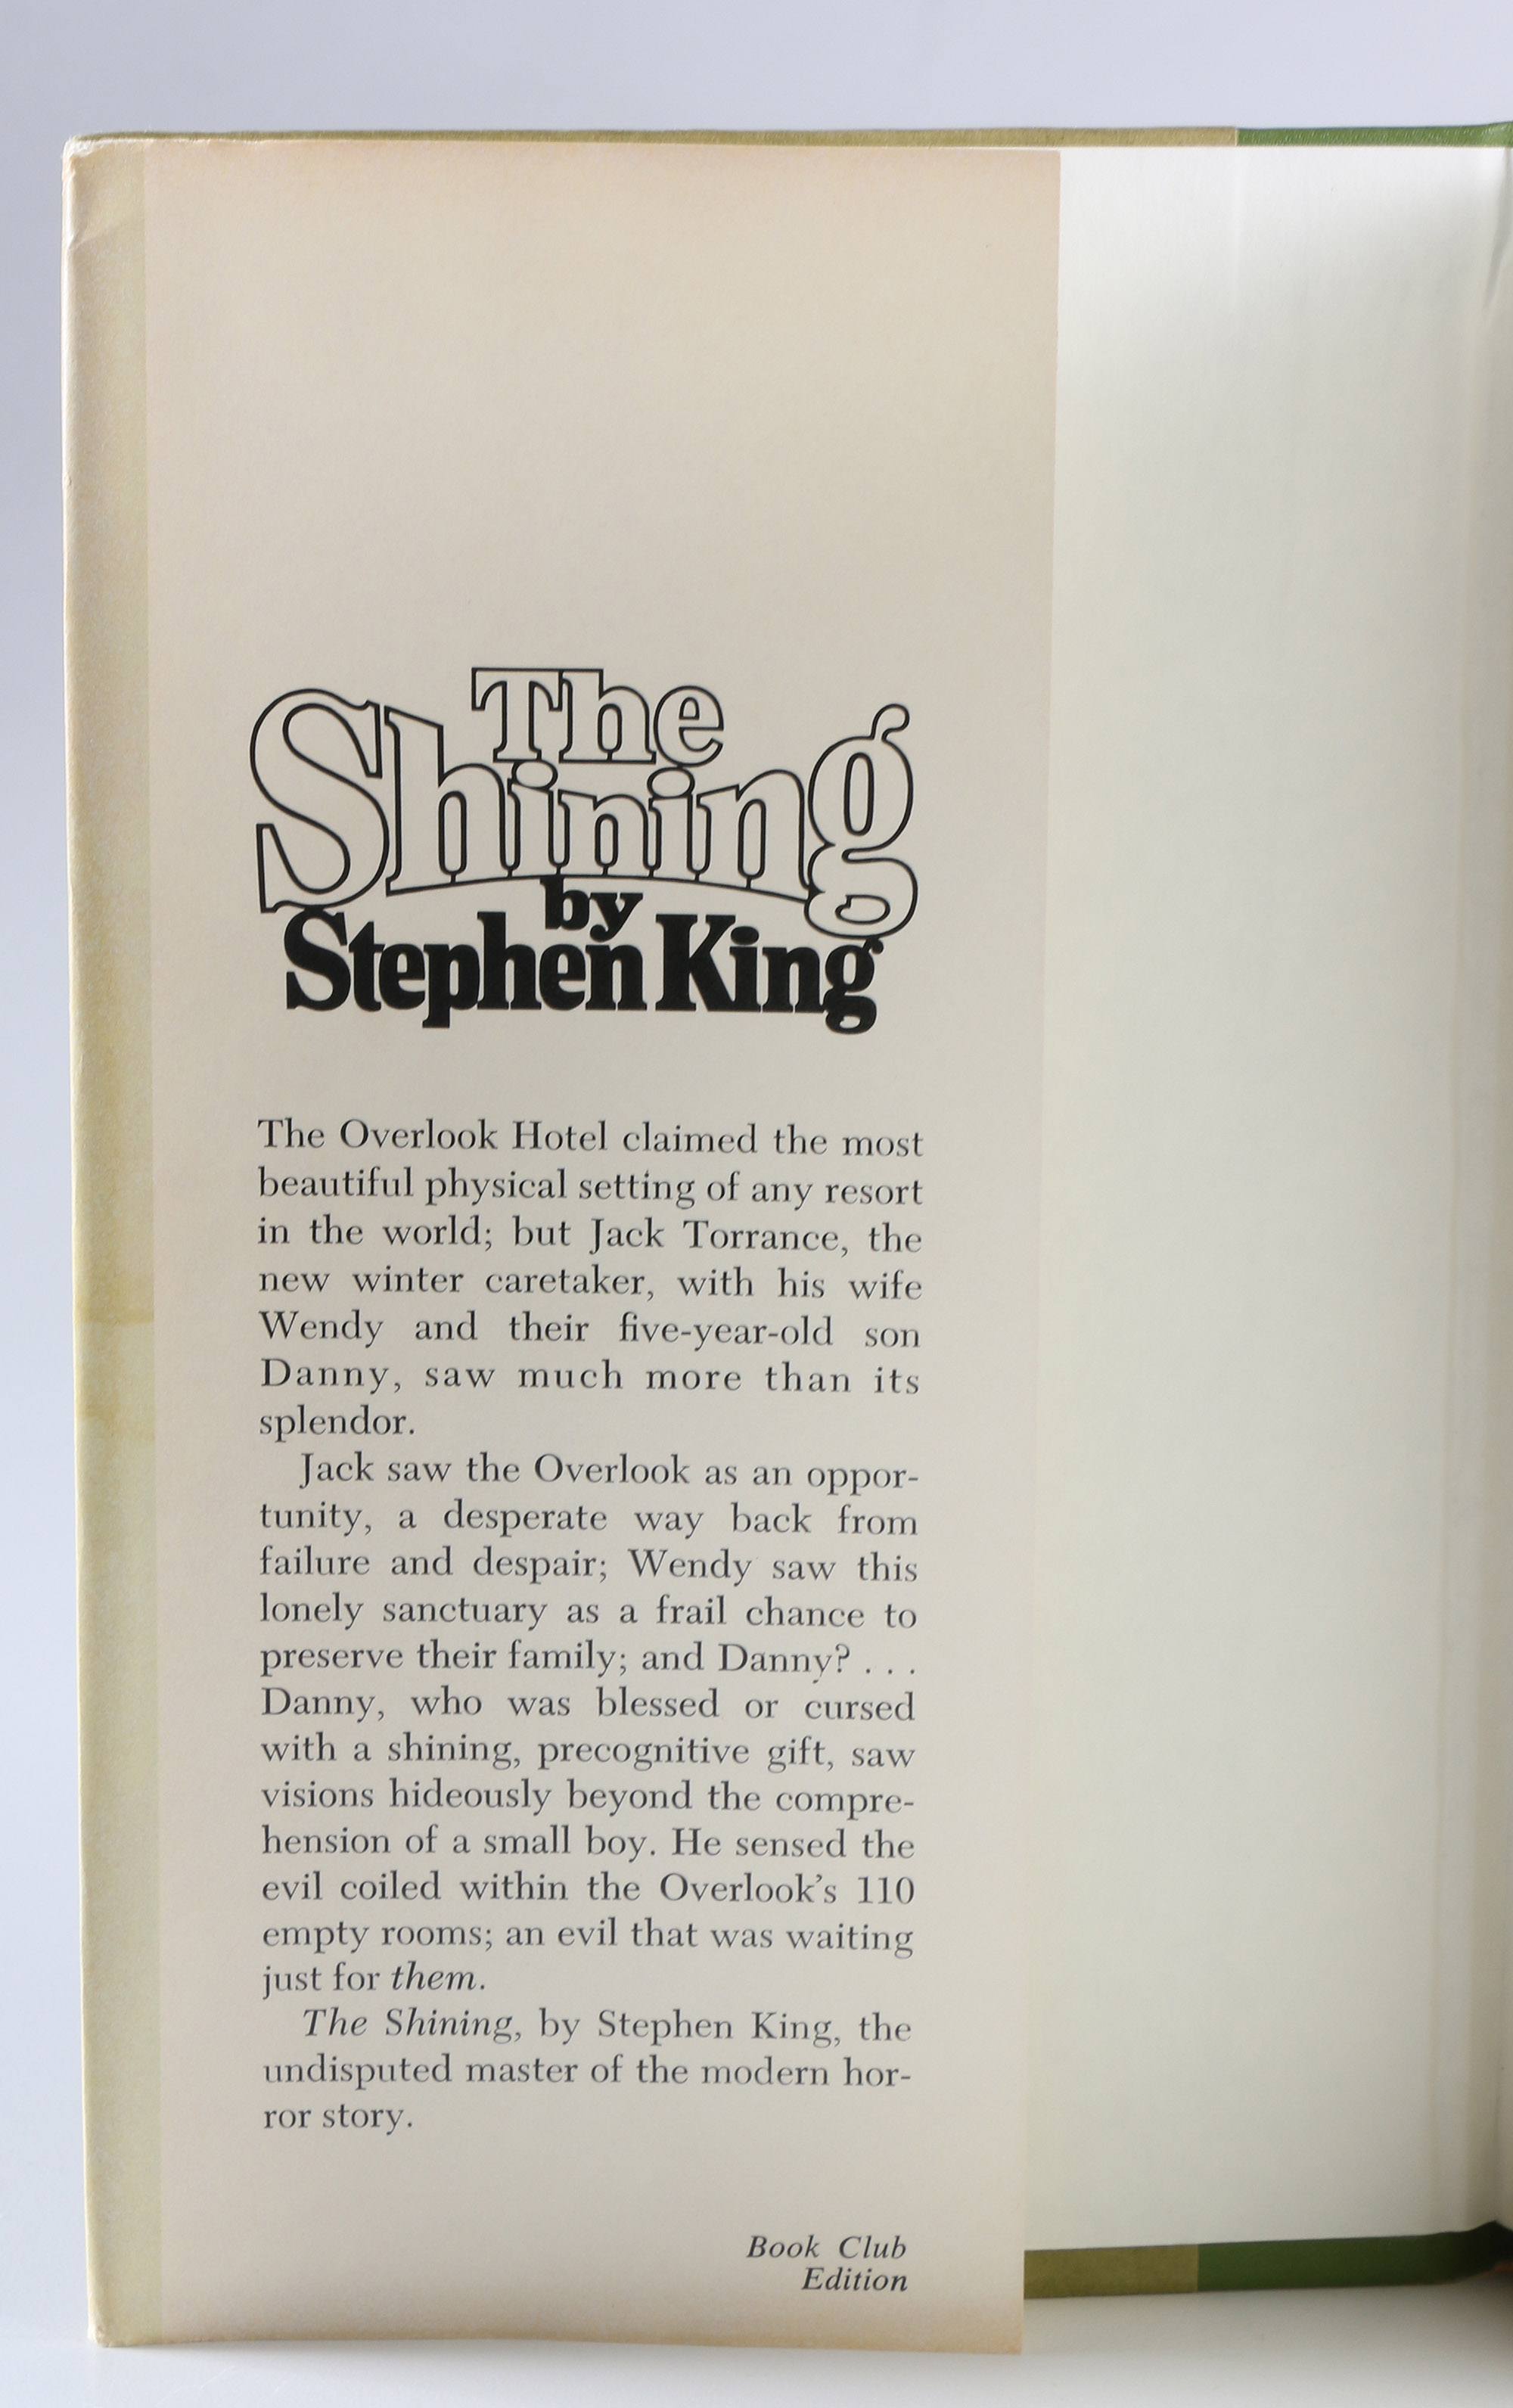 The
Shining
by
Stephen King
The Overlook Hotel claimed the most
beautiful physical setting of any resort
in the world; but Jack Torrance, the
new winter caretaker, with his wife
Wendy and their five-year-old son
Danny, saw much more than its
splendor.
Jack saw the Overlook as an oppor-
tunity, a desperate way back from
failure and despair; Wendy saw this
lonely sanctuary as a frail chance to
preserve their family; and Danny? . . .
Danny, who was blessed or cursed
with a shining, precognitive gift, saw
visions hideously beyond the compre-
hension of a small boy. He sensed the
evil coiled within the Overlook's 110
empty rooms; an evil that was waiting
just for them.
The Shining, by Stephen King, the
undisputed master of the modern hor-
ror story.
Book Club
Edition